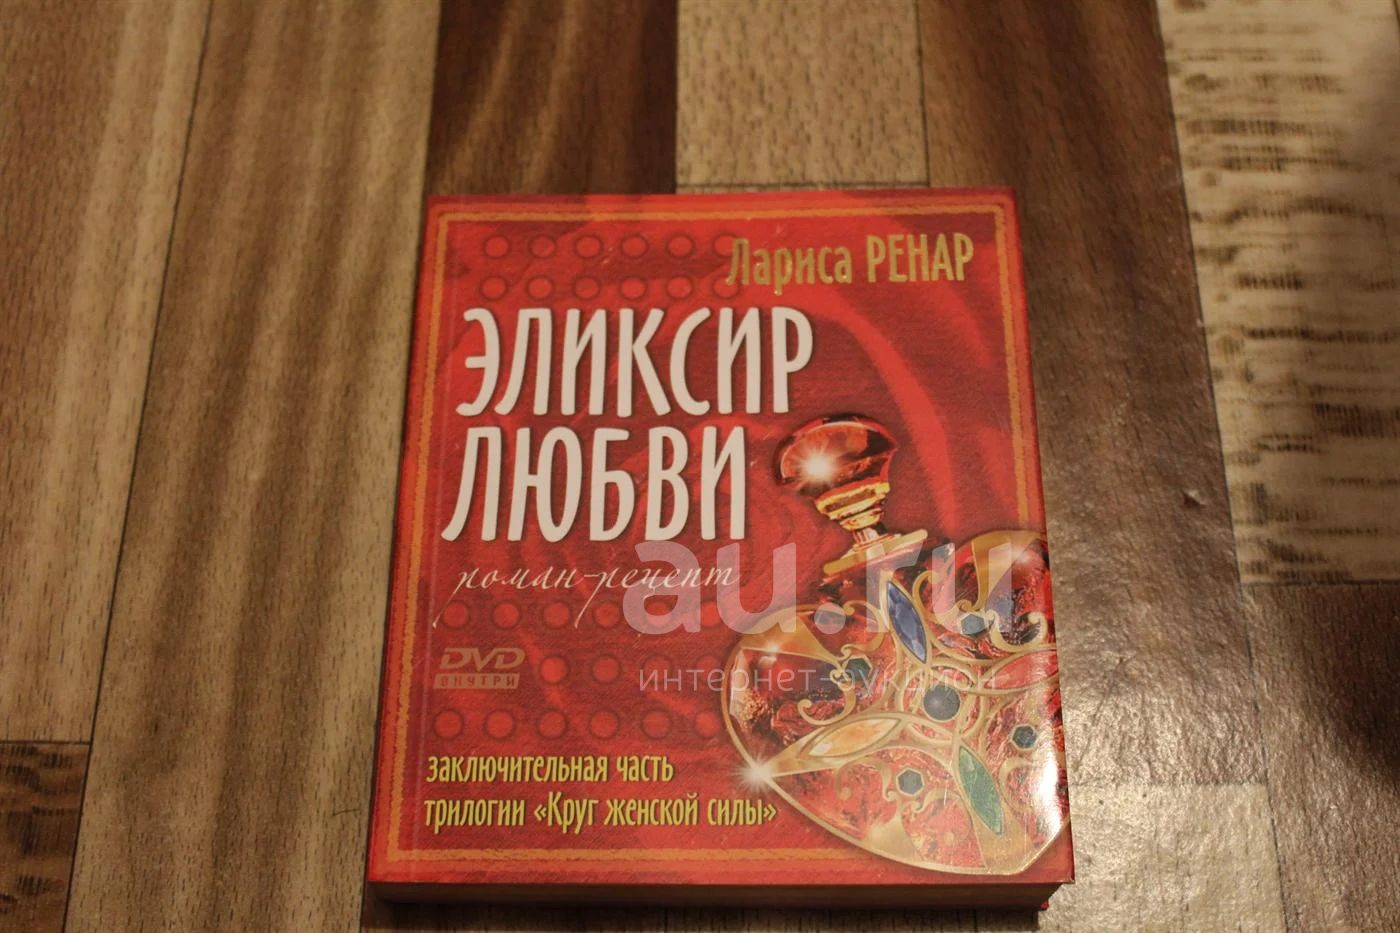 Лариса РЕНАР
ЭЛИКСИР
ЛЮБВИ
роман-рецепт
au.ru
интернет-аукцион
DVD
ВНУТРИ
заключительная часть
трилогии «Круг женской силы»